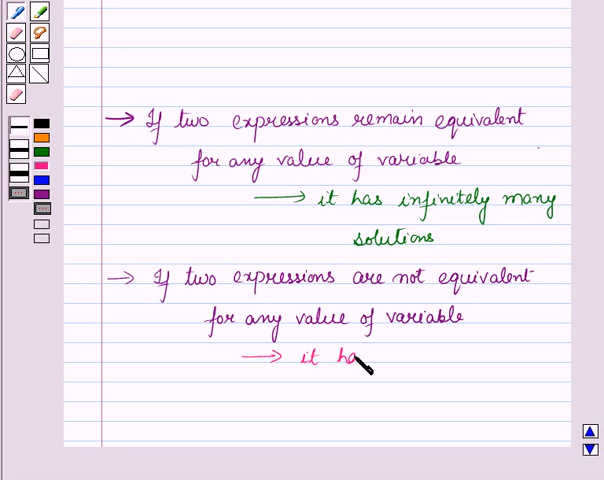 → If two expressions remain equivalent
for any value of variable
→ it has infinitely many
solutions
→ If two expressions are not equivalent
for any value of variable
→ it ha